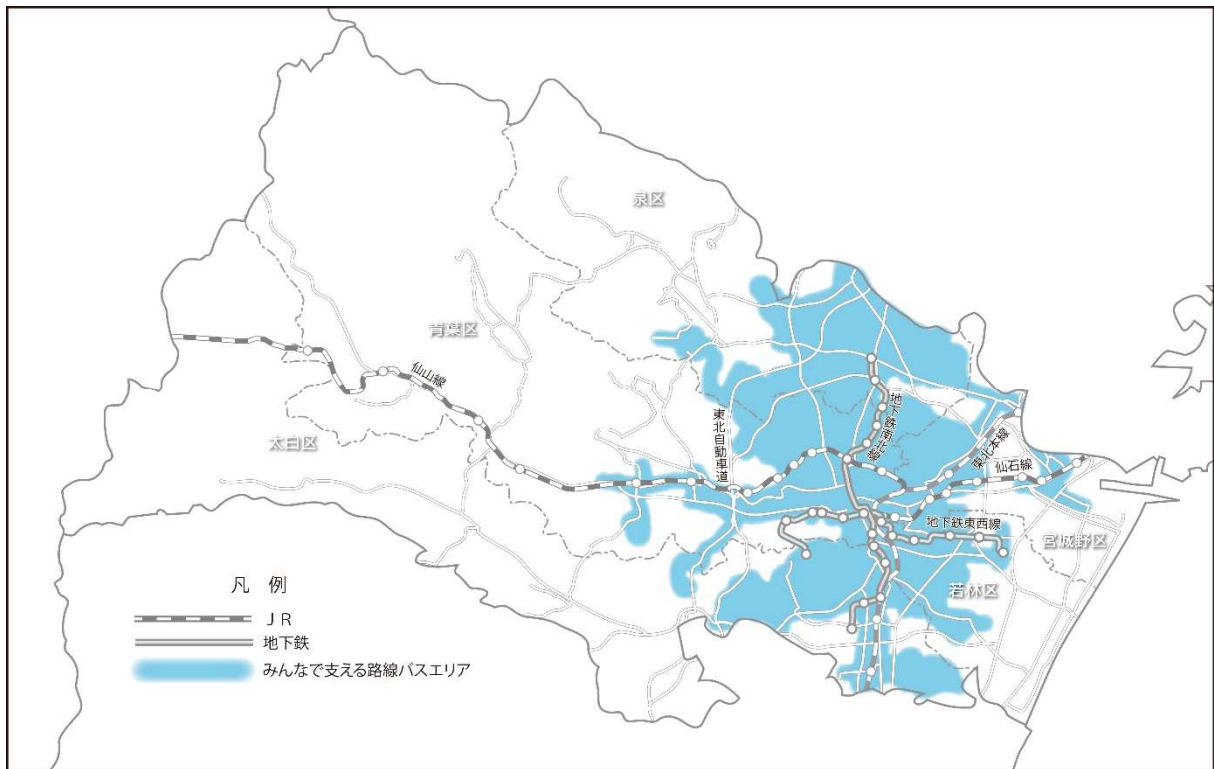 泉区
青葉区
仙山線
太白区
東北自動車道
地下鉄南北線
東北本線
仙石線
地下鉄東西線
宮城野区
若林区
凡 例
ＪＲ
地下鉄
みんなで支える路線バスエリア